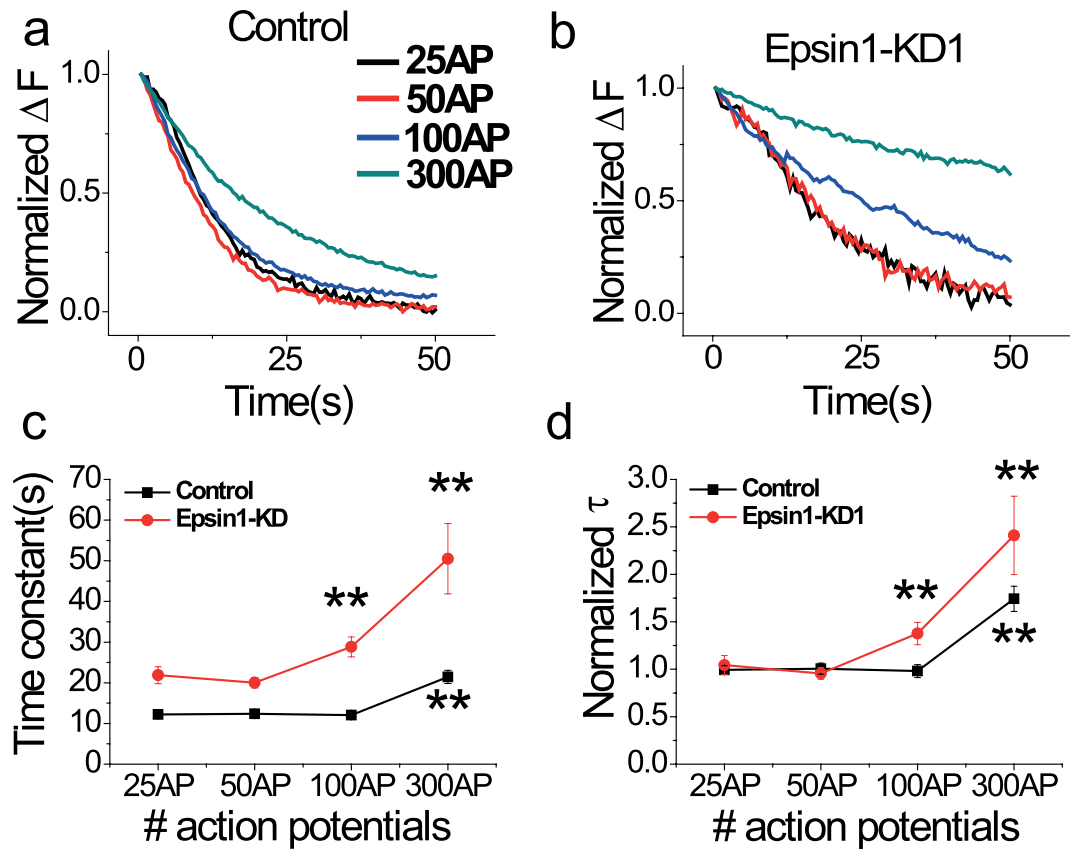 a
Control
Normalized Δ F
1.0
0.5
0.0
25AP
50AP
100AP
300AP
0
25
50
Time(s)
b
Epsin1-KD1
Normalized Δ F
1.0
0.5
0.0
0
25
50
Time(s)
c
Time constant(s)
70
60
50
40
30
20
10
0
Control
Epsin1-KD
**
**
**
25AP
50AP
100AP
300AP
# action potentials
d
Normalized τ
3.0
2.5
2.0
1.5
1.0
0.5
0.0
Control
Epsin1-KD1
**
**
**
25AP
50AP
100AP
300AP
# action potentials